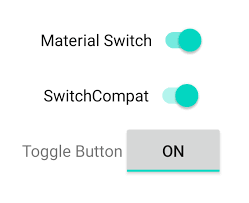 Material Switch
SwitchCompat
Toggle Button ON